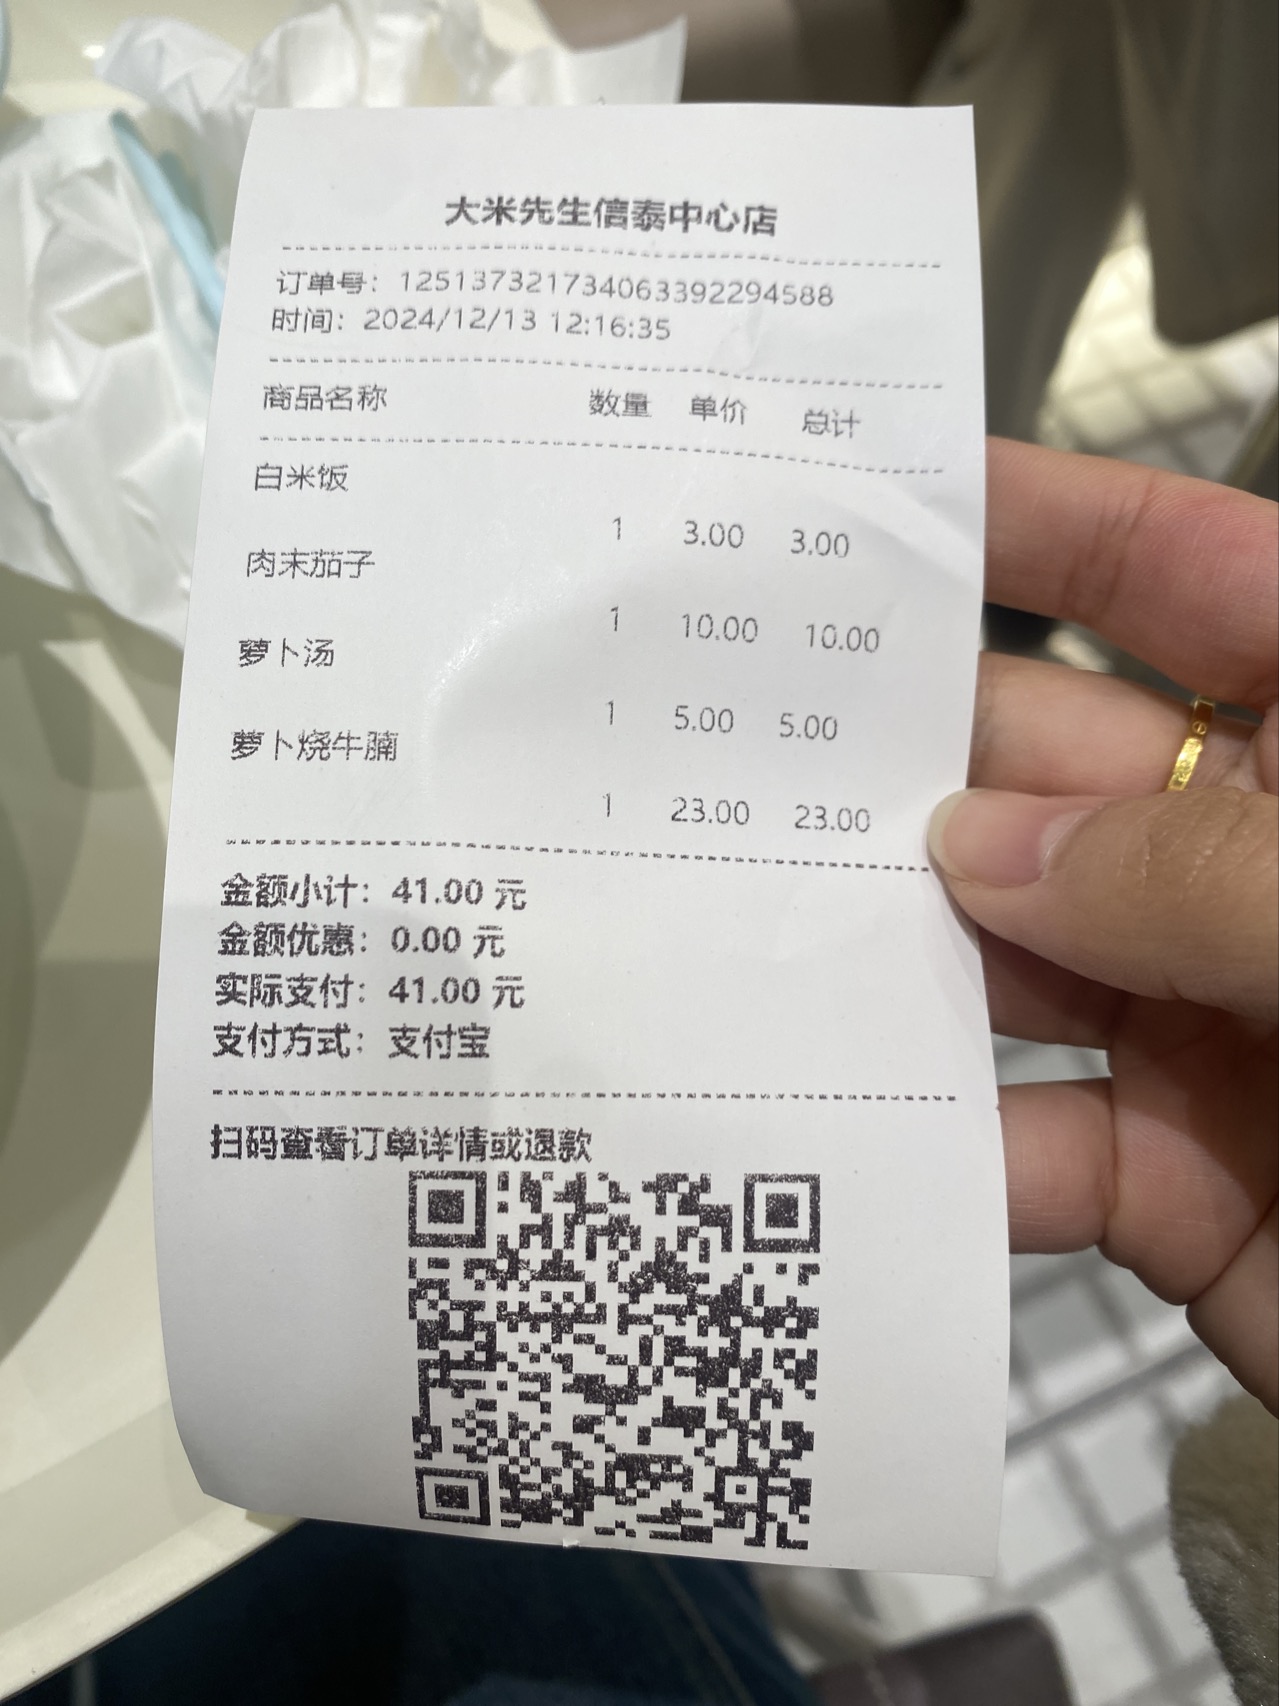 大米先生信泰中心店
订单号：125137321734063392294588
时间：2024/12/13 12:16:35
商品名称 数量 单价 总计
白米饭
1 3.00 3.00
肉末茄子
1 10.00 10.00
萝卜汤
1 5.00 5.00
萝卜烧牛腩
1 23.00 23.00
金额小计：41.00 元
金额优惠：0.00 元
实际支付：41.00 元
支付方式：支付宝
扫码查看订单详情或退款